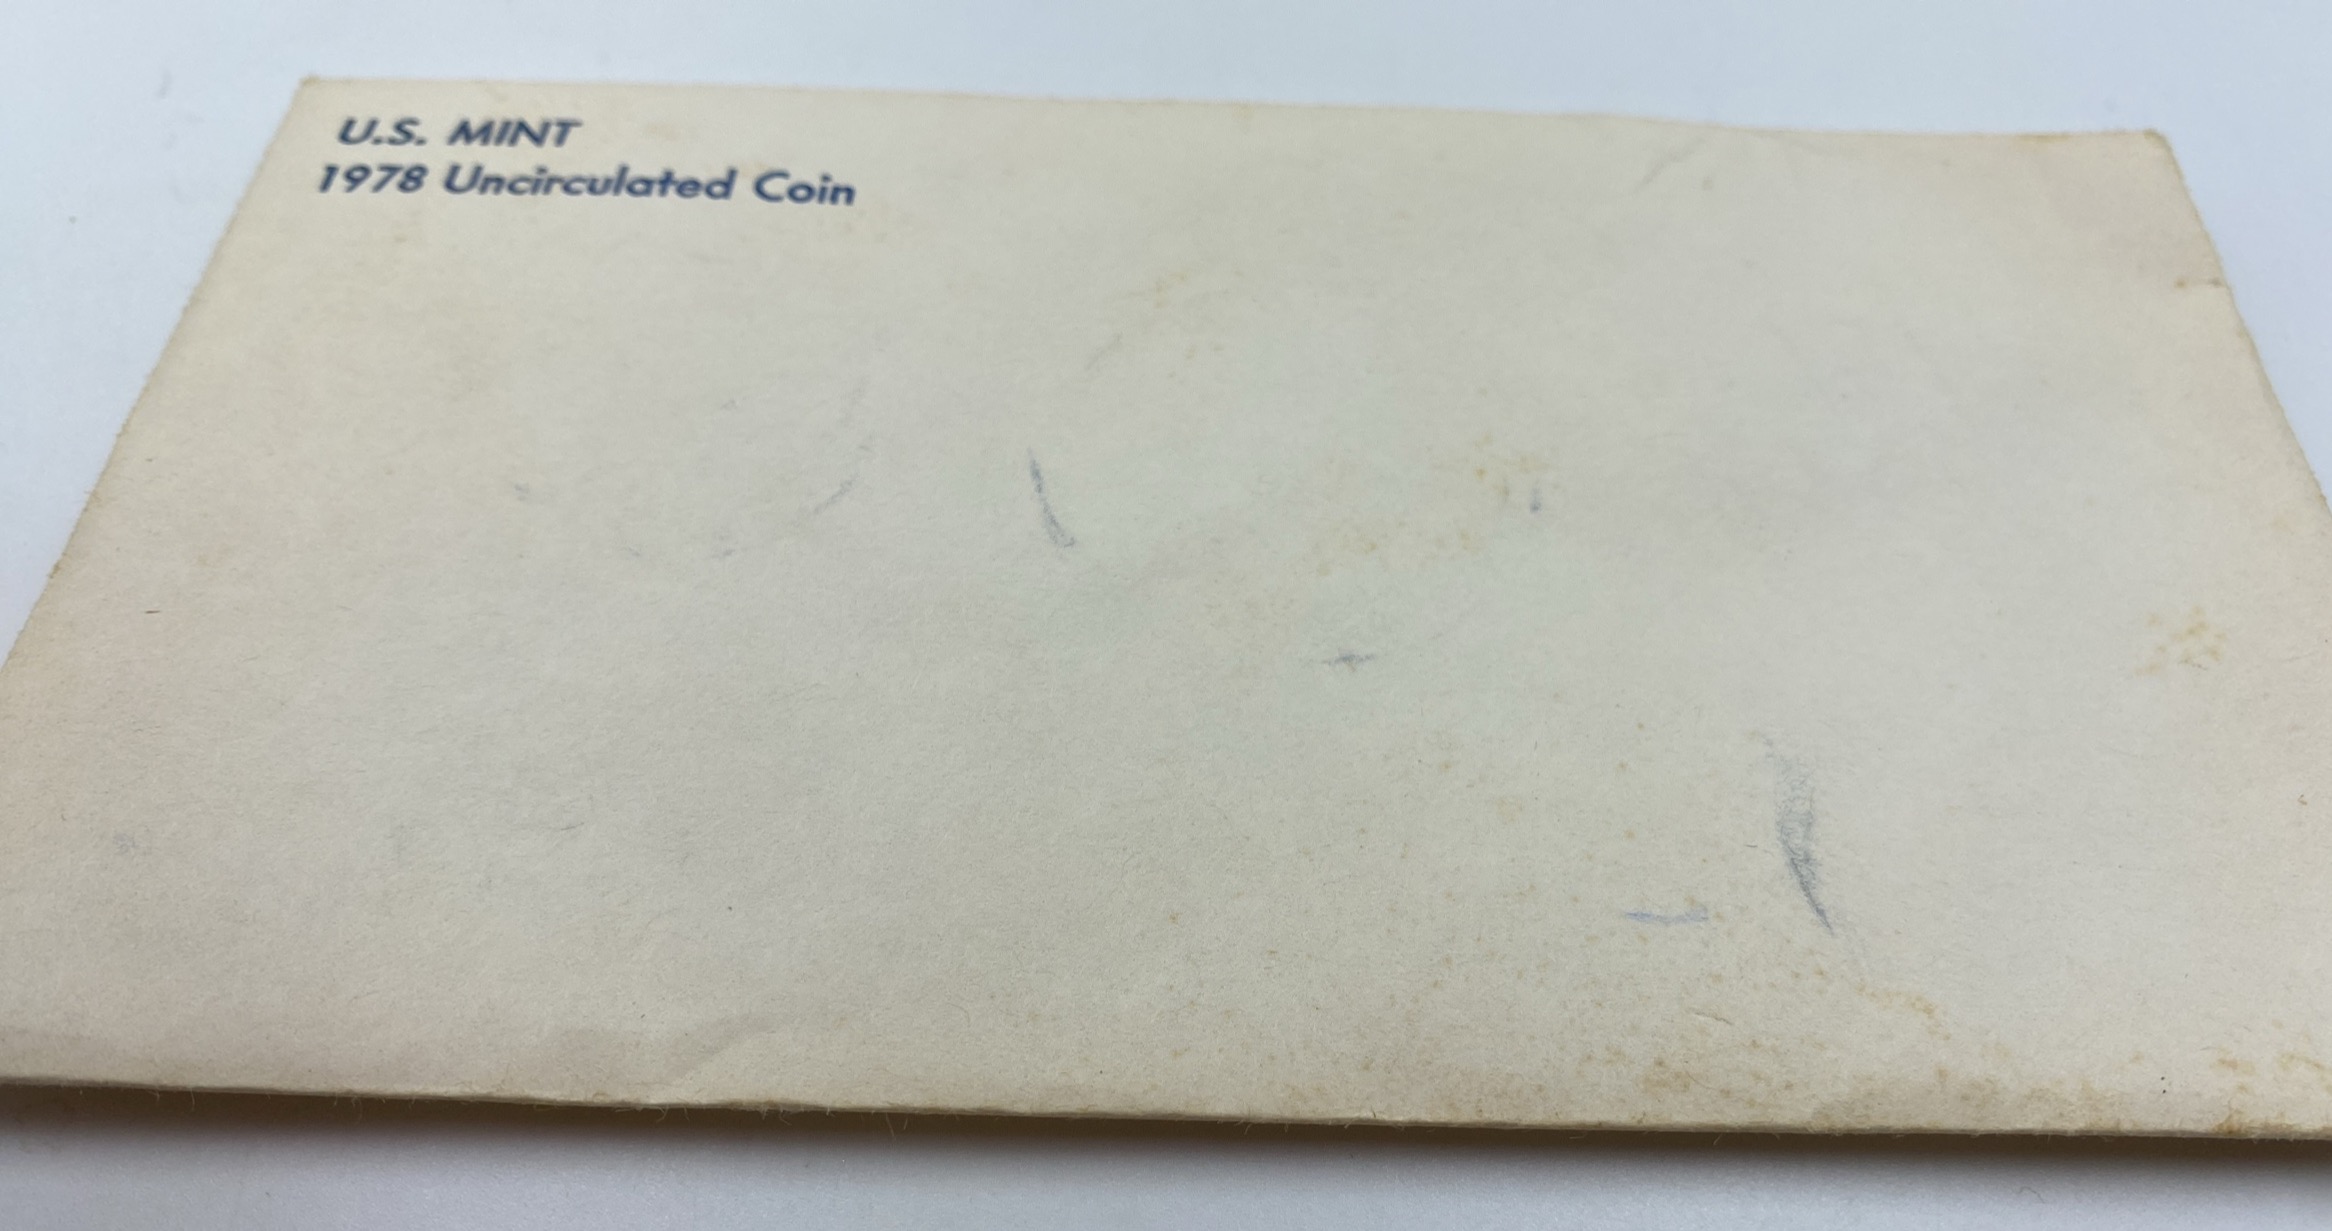 U.S. MINT
1978 Uncirculated Coin